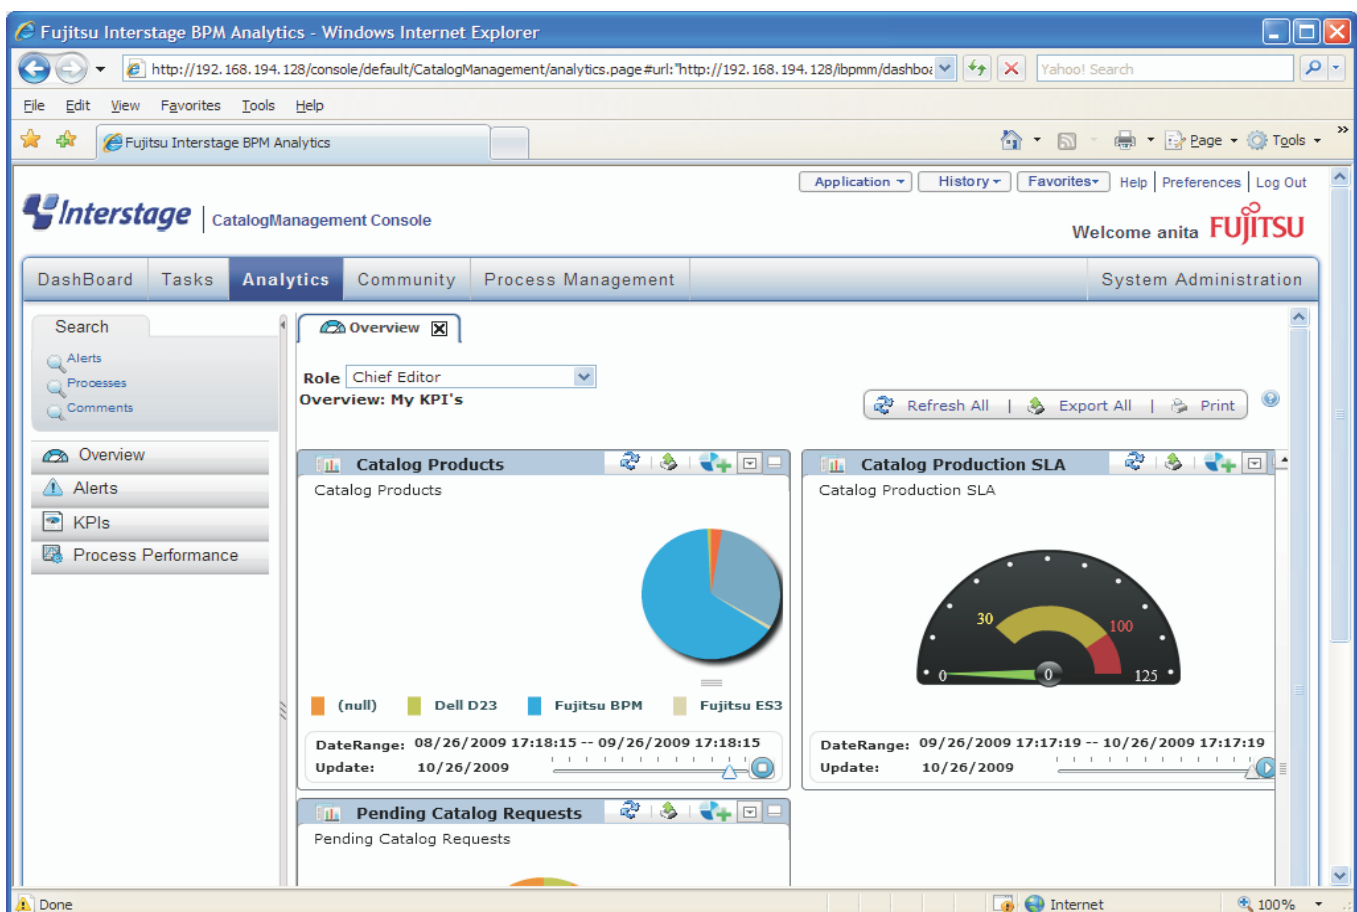 Fujitsu Interstage BPM Analytics - Windows Internet Explorer
http://192.168.194.128/console/default/CatalogManagement/analytics.page#url:"http://192.168.194.128/ibpmm/dashbo
Yahoo! Search
File Edit View Favorites Tools Help
Fujitsu Interstage BPM Analytics
Page Tools »
Application History Favorites Help | Preferences | Log Out
Interstage | CatalogManagement Console
Welcome anita FUJITSU
DashBoard Tasks Analytics Community Process Management System Administration
Search
Alerts
Processes
Comments
Overview
Alerts
KPIs
Process Performance
Overview
Role Chief Editor
Overview: My KPI's
Refresh All | Export All | Print
Catalog Products
Catalog Products
(null) Dell D23 Fujitsu BPM Fujitsu ES3
DateRange: 08/26/2009 17:18:15 -- 09/26/2009 17:18:15
Update: 10/26/2009
Catalog Production SLA
Catalog Production SLA
30
100
0 0 125
DateRange: 09/26/2009 17:17:19 -- 10/26/2009 17:17:19
Update: 10/26/2009
Pending Catalog Requests
Pending Catalog Requests
Done Internet 100%